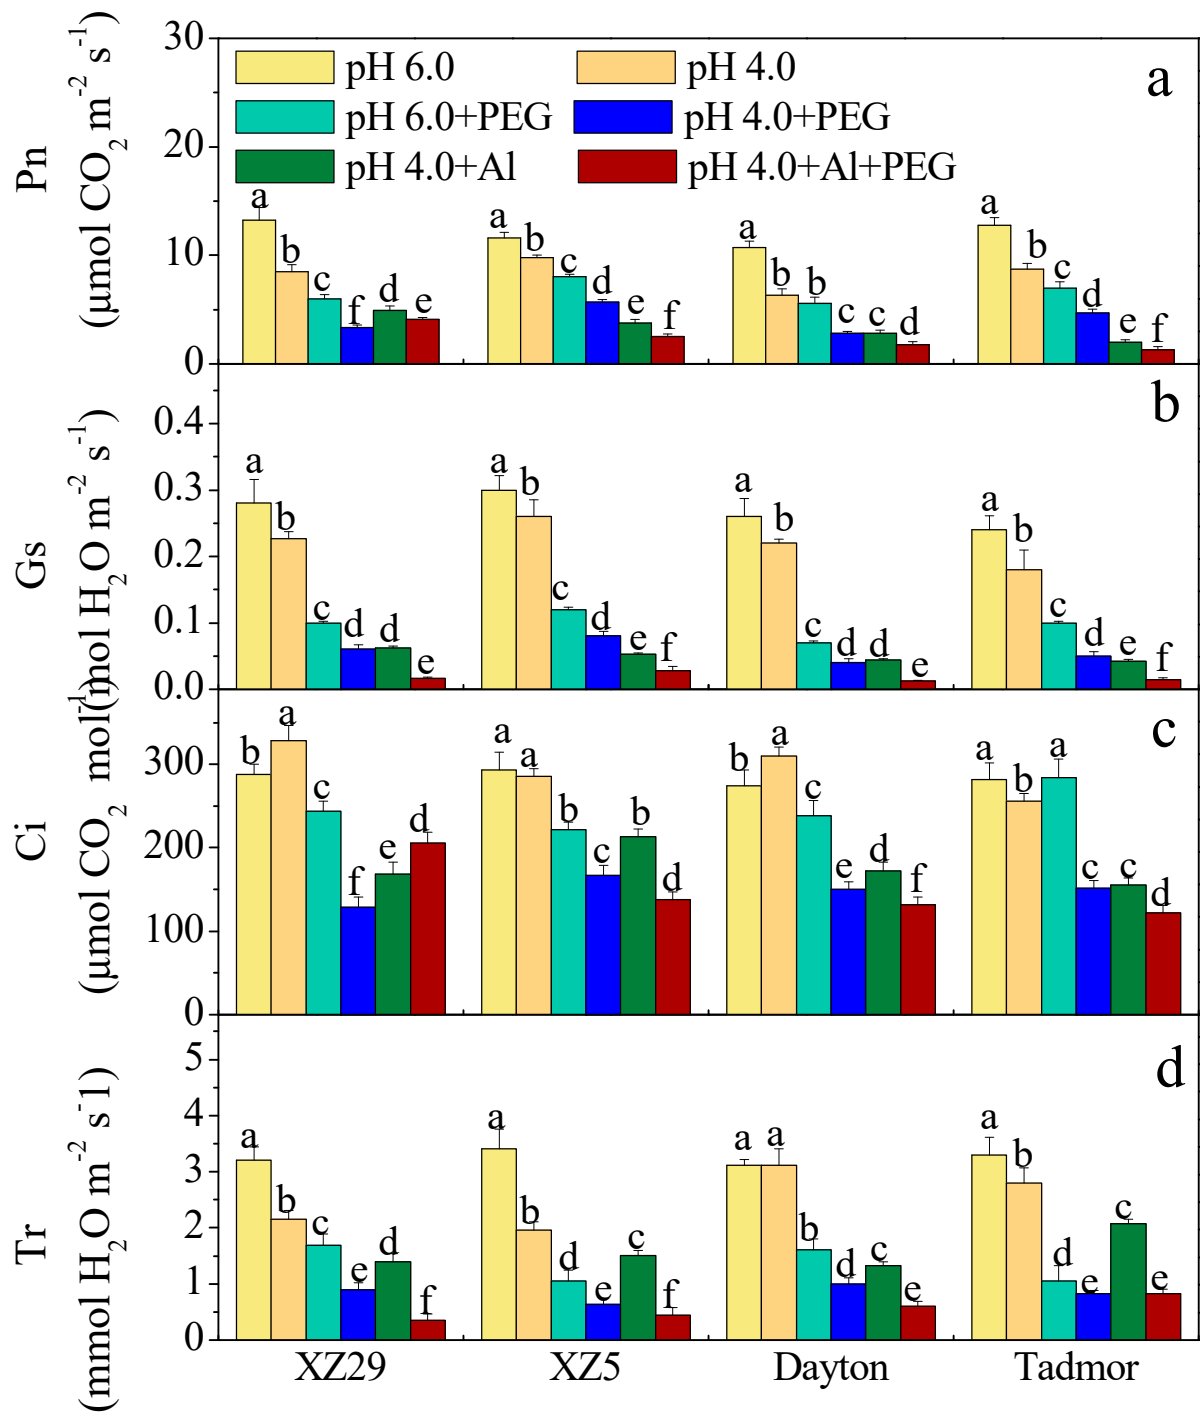 30
20
10
0
Pn
(μmol CO₂ m⁻² s⁻¹)
pH 6.0
pH 4.0
pH 6.0+PEG
pH 4.0+PEG
pH 4.0+Al
pH 4.0+Al+PEG
a
a b c f d e
a b c d e f
a b b c c d
a b c d e f
0.4
0.3
0.2
0.1
0.0
Gs
(mol H₂O m⁻² s⁻¹)
b
a b c d d e
a b c d e f
a b c d d e
a b c d e f
300
200
100
0
Ci
(μmol CO₂ mol⁻¹)
c
b a c f e d
a a b c b d
b a c e d f
a b a c c d
5
4
3
2
1
0
Tr
(mmol H₂O m⁻² s⁻1)
d
a b c e d f
a b d e c f
a a b d c e
a b d e c e
XZ29
XZ5
Dayton
Tadmor